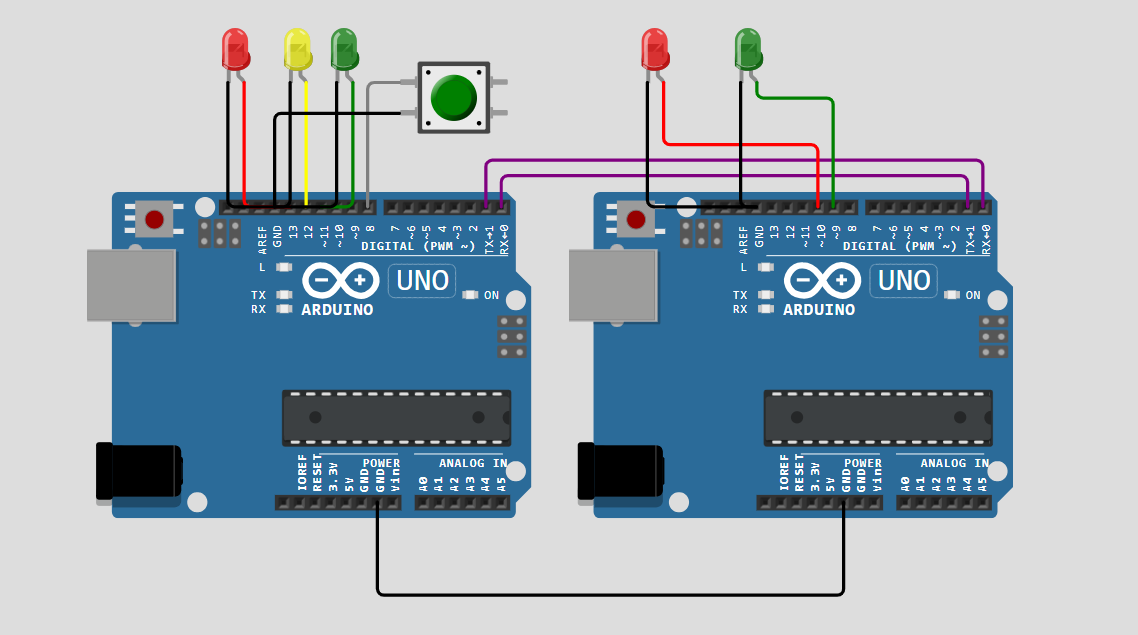 AREF GND 13 12 ~11 ~10 ~9 8 7 ~6 ~5 4 ~3 2 TX→1 RX←0
DIGITAL (PWM ~)
L
TX
RX
UNO
ARDUINO
ON
POWER
ANALOG IN
IOREF RESET 3.3V 5V GND GND Vin A0 A1 A2 A3 A4 A5
AREF GND 13 12 ~11 ~10 ~9 8 7 ~6 ~5 4 ~3 2 TX→1 RX←0
DIGITAL (PWM ~)
L
TX
RX
UNO
ARDUINO
ON
POWER
ANALOG IN
IOREF RESET 3.3V 5V GND GND Vin A0 A1 A2 A3 A4 A5